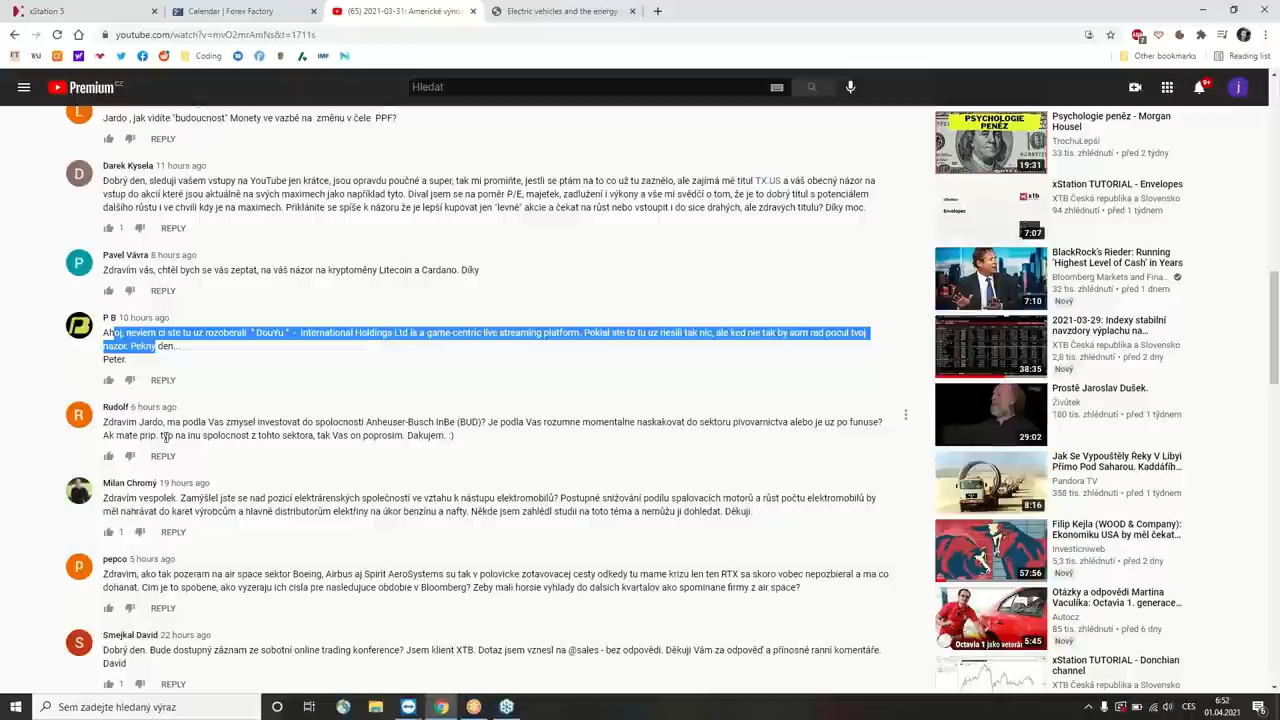 xStation 5
Calendar | Forex Factory
(65) 2021-03-31: Americké výno
Electric vehicles and the energy
youtube.com/watch?v=mvO2mrAmNs&t=1711s
Coding
Other bookmarks
Reading list
Premium CZ
Hledat
9+
Jardo , jak vidíte "budoucnost" Monety ve vazbě na změnu v čele PPF?
REPLY
Darek Kysela 11 hours ago
Dobrý den, sleduji vašem vstupy na YouTube jen krátce, jsou opravdu poučné a super, tak mi promiňte, jestli se ptám na to co už tu zaznělo, ale zajímá mě titul TX.US a váš obecný názor na
vstup do akcií které jsou aktuálně na svých maximech jako například tyto. Díval jsem se na poměr P/E, majetek, zadlužení i výkony a vše mi svědčí o tom, že je to dobrý titul s potenciálem
dalšího růstu i ve chvíli kdy je na maximech. Přikláníte se spíše k názoru že je lepší kupovat jen "levné" akcie a čekat na růst nebo vstoupit i do sice drahých, ale zdravých titulu? Díky moc.
1 REPLY
Pavel Vávra 8 hours ago
Zdravím vás, chtěl bych se vás zeptat, na váš názor na kryptoměny Litecoin a Cardano. Díky
REPLY
P B 10 hours ago
Ahoj, neviem ci ste tu uz rozoberali " DouYu " - International Holdings Ltd is a game-centric live streaming platform. Pokial ste to tu uz riesili tak nic, ale ked nie tak by som rad pocul tvoj
nazor. Pekny den...
Peter.
REPLY
Rudolf 6 hours ago
Zdravim Jardo, ma podla Vas zmysel investovat do spolocnosti Anheuser-Busch InBe (BUD)? Je podla Vas rozumne momentalne naskakovat do sektoru pivovarnictva alebo je uz po funuse?
Ak mate prip. tip na inu spolocnost z tohto sektora, tak Vas on poprosim. Dakujem. :)
REPLY
Milan Chromý 19 hours ago
Zdravím vespolek. Zamýšlel jste se nad pozicí elektrárenských společností ve vztahu k nástupu elektromobilů? Postupné snižování podílu spalovacích motorů a růst počtu elektromobilů by
měl nahrávat do karet výrobcům a hlavně distributorům elektřiny na úkor benzínu a nafty. Někde jsem zahlédl studii na toto téma a nemůžu ji dohledat. Děkuji.
1 REPLY
pepco 5 hours ago
Zdravim, ako tak pozeram na air space sektor Boeing, Airbus aj Spirit AeroSystems su tak v polovicke zotavovacej cesty odkedy tu mame krizu len ten RTX sa skoro vobec nepozbieral a ma co
dohanat. Cim je to spobene, ako vyzeraju ich cisla pre nasledujuce obdobie v Bloombergu? Zeby mali horsie vyhlady do dalsich kvartalov ako spominane firmy z air space?
REPLY
Smejkal David 22 hours ago
Dobrý den. Bude dostupný záznam ze sobotní online trading konference? Jsem klient XTB. Dotaz jsem vznesl na @sales - bez odpovědi. Děkuji Vám za odpověď a přínosné ranní komentáře.
David
1 REPLY
PSYCHOLOGIE
PENĚZ
19:31
Psychologie peněz - Morgan
Housel
TrochuLepší
33 tis. zhlédnutí • před 2 týdny
Envelopes
xtb
7:07
xStation TUTORIAL - Envelopes
XTB Česká republika a Slovensko
94 zhlédnutí • před 1 týdnem
7:10
BlackRock's Rieder: Running
'Highest Level of Cash' in Years
Bloomberg Markets and Fina...
32 tis. zhlédnutí • před 1 dnem
Nový
38:35
2021-03-29: Indexy stabilní
navzdory výplachu na...
XTB Česká republika a Slovensko
2,8 tis. zhlédnutí • před 2 dny
Nový
29:02
Prostě Jaroslav Dušek.
Živůtek
180 tis. zhlédnutí • před 1 týdnem
8:16
Jak Se Vypouštěly Řeky V Libyi
Přímo Pod Saharou. Kaddáfíh...
Pandora TV
358 tis. zhlédnutí • před 1 týdnem
57:56
Filip Kejla (WOOD & Company):
Ekonomiku USA by měl čekat...
Investicniweb
5,3 tis. zhlédnutí • před 2 dny
Nový
Octavia 1 jako veterán
5:45
Otázky a odpovědi Martina
Vaculíka: Octavia 1. generace...
Autocz
85 tis. zhlédnutí • před 6 dny
Nový
xStation TUTORIAL - Donchian
channel
XTB Česká republika a Slovensko
Sem zadejte hledaný výraz
CES
6:52
01.04.2021